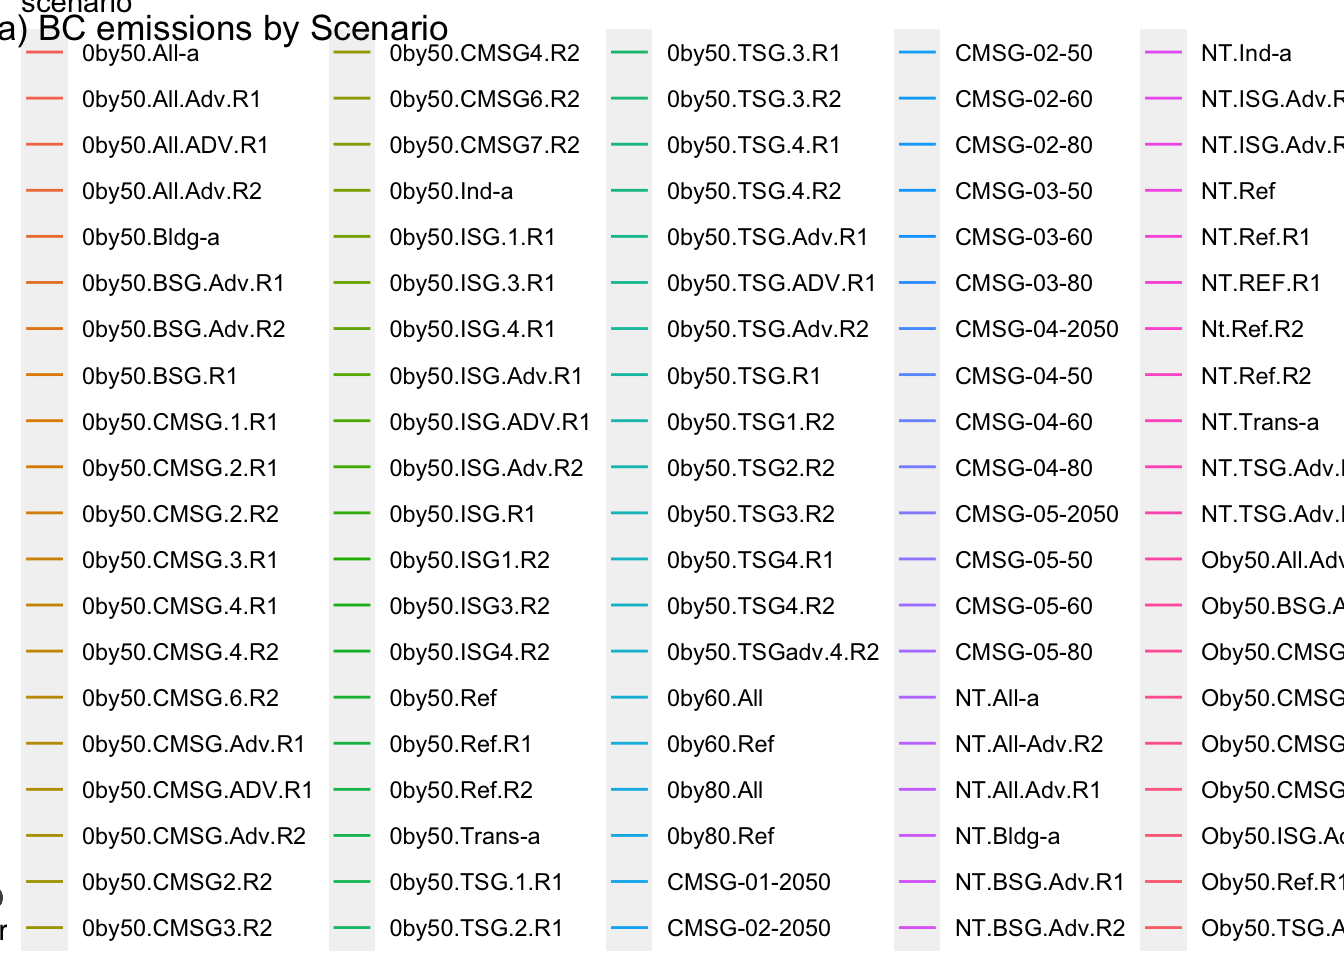 scenario
a) BC emissions by Scenario
0by50.All-a
0by50.All.Adv.R1
0by50.All.ADV.R1
0by50.All.Adv.R2
0by50.Bldg-a
0by50.BSG.Adv.R1
0by50.BSG.Adv.R2
0by50.BSG.R1
0by50.CMSG.1.R1
0by50.CMSG.2.R1
0by50.CMSG.2.R2
0by50.CMSG.3.R1
0by50.CMSG.4.R1
0by50.CMSG.4.R2
0by50.CMSG.6.R2
0by50.CMSG.Adv.R1
0by50.CMSG.ADV.R1
0by50.CMSG.Adv.R2
0by50.CMSG2.R2
0by50.CMSG3.R2
0by50.CMSG4.R2
0by50.CMSG6.R2
0by50.CMSG7.R2
0by50.Ind-a
0by50.ISG.1.R1
0by50.ISG.3.R1
0by50.ISG.4.R1
0by50.ISG.Adv.R1
0by50.ISG.ADV.R1
0by50.ISG.Adv.R2
0by50.ISG.R1
0by50.ISG1.R2
0by50.ISG3.R2
0by50.ISG4.R2
0by50.Ref
0by50.Ref.R1
0by50.Ref.R2
0by50.Trans-a
0by50.TSG.1.R1
0by50.TSG.2.R1
0by50.TSG.3.R1
0by50.TSG.3.R2
0by50.TSG.4.R1
0by50.TSG.4.R2
0by50.TSG.Adv.R1
0by50.TSG.ADV.R1
0by50.TSG.Adv.R2
0by50.TSG.R1
0by50.TSG1.R2
0by50.TSG2.R2
0by50.TSG3.R2
0by50.TSG4.R1
0by50.TSG4.R2
0by50.TSGadv.4.R2
0by60.All
0by60.Ref
0by80.All
0by80.Ref
CMSG-01-2050
CMSG-02-2050
CMSG-02-50
CMSG-02-60
CMSG-02-80
CMSG-03-50
CMSG-03-60
CMSG-03-80
CMSG-04-2050
CMSG-04-50
CMSG-04-60
CMSG-04-80
CMSG-05-2050
CMSG-05-50
CMSG-05-60
CMSG-05-80
NT.All-a
NT.All-Adv.R2
NT.All.Adv.R1
NT.Bldg-a
NT.BSG.Adv.R1
NT.BSG.Adv.R2
NT.Ind-a
NT.ISG.Adv.R
NT.ISG.Adv.R
NT.Ref
NT.Ref.R1
NT.REF.R1
Nt.Ref.R2
NT.Ref.R2
NT.Trans-a
NT.TSG.Adv.
NT.TSG.Adv.
Oby50.All.Adv
Oby50.BSG.A
Oby50.CMSG
Oby50.CMSG
Oby50.CMSG
Oby50.CMSG
Oby50.ISG.Ad
Oby50.Ref.R1
Oby50.TSG.A